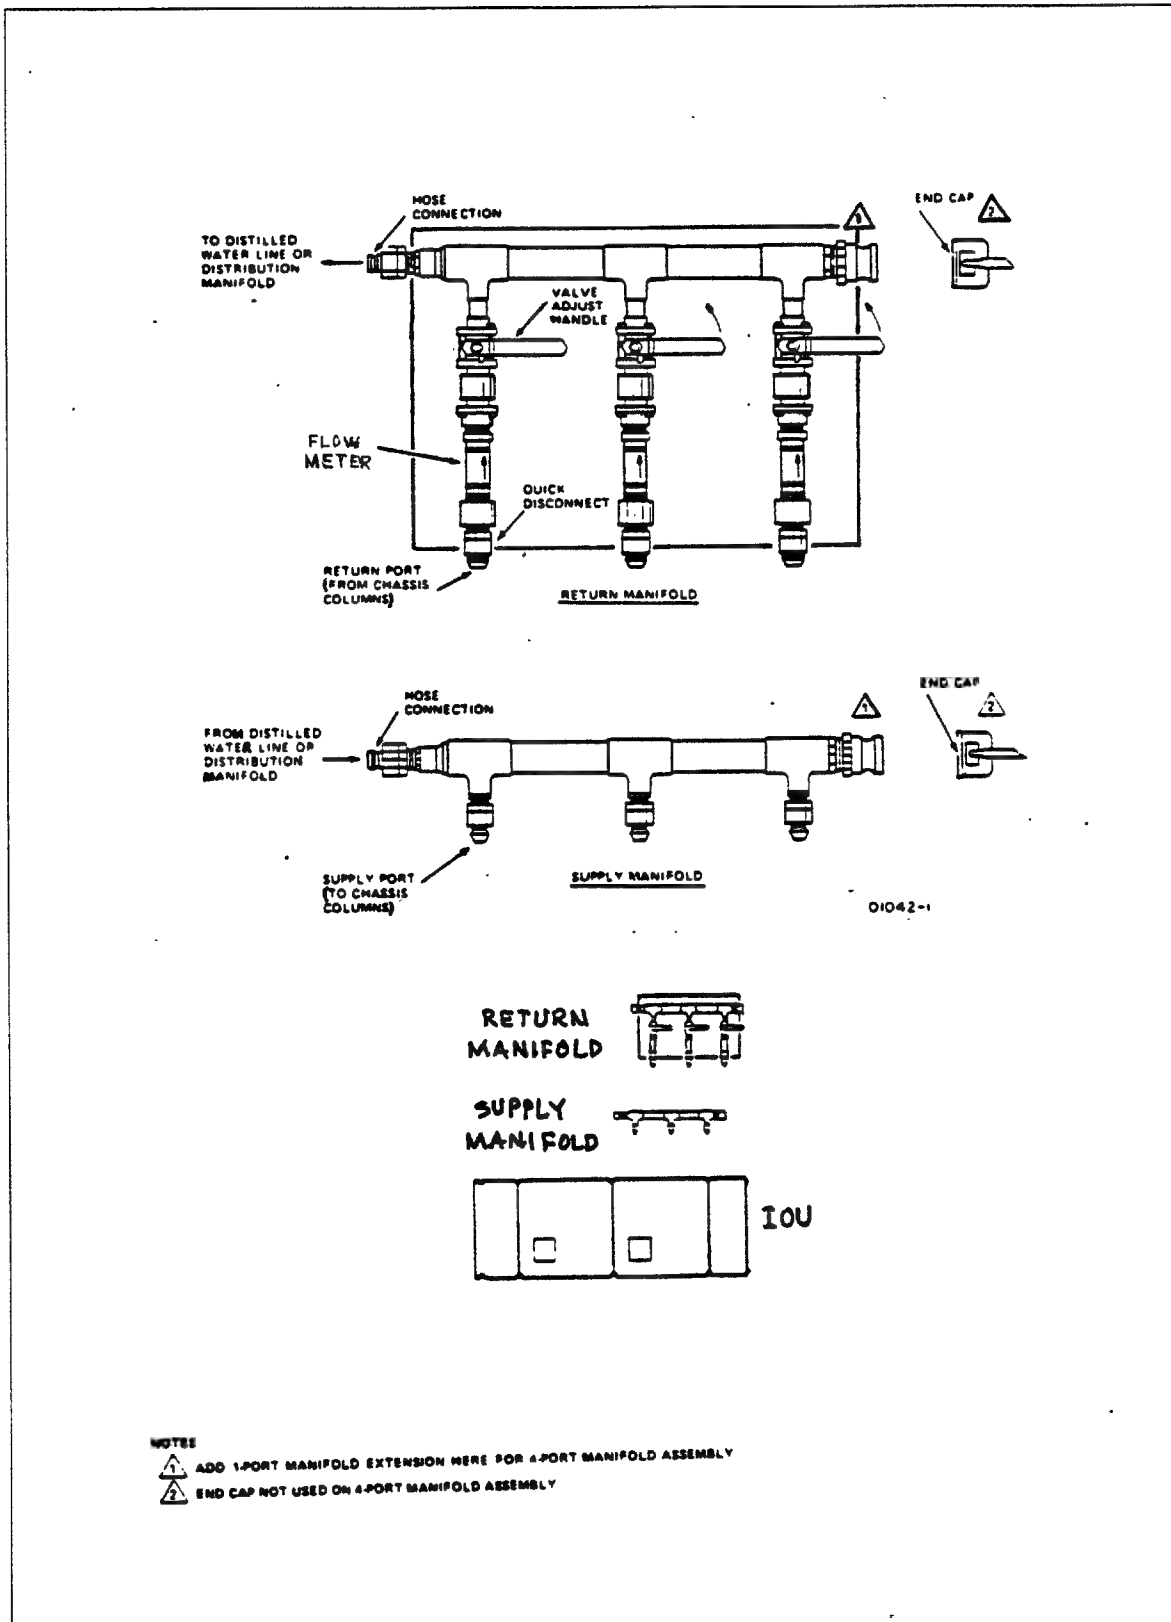 HOSE
CONNECTION
END CAP
2
TO DISTILLED
WATER LINE OR
DISTRIBUTION
MANIFOLD
VALVE
ADJUST
HANDLE
FLOW
METER
QUICK
DISCONNECT
RETURN PORT
(FROM CHASSIS
COLUMNS)
RETURN MANIFOLD
HOSE
CONNECTION
1
END CAP
2
FROM DISTILLED
WATER LINE OR
DISTRIBUTION
MANIFOLD
SUPPLY PORT
(TO CHASSIS
COLUMNS)
SUPPLY MANIFOLD
01042-1
RETURN
MANIFOLD
SUPPLY
MANIFOLD
IOU
NOTES
1 ADD 1-PORT MANIFOLD EXTENSION HERE FOR 4-PORT MANIFOLD ASSEMBLY
2 END CAP NOT USED ON 4-PORT MANIFOLD ASSEMBLY